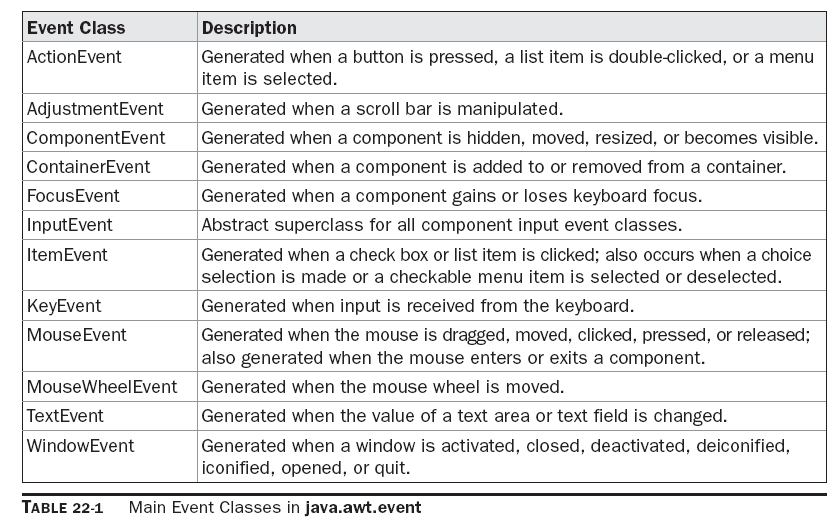 Event Class Description
ActionEvent Generated when a button is pressed, a list item is double-clicked, or a menu
item is selected.
AdjustmentEvent Generated when a scroll bar is manipulated.
ComponentEvent Generated when a component is hidden, moved, resized, or becomes visible.
ContainerEvent Generated when a component is added to or removed from a container.
FocusEvent Generated when a component gains or loses keyboard focus.
InputEvent Abstract superclass for all component input event classes.
ItemEvent Generated when a check box or list item is clicked; also occurs when a choice
selection is made or a checkable menu item is selected or deselected.
KeyEvent Generated when input is received from the keyboard.
MouseEvent Generated when the mouse is dragged, moved, clicked, pressed, or released;
also generated when the mouse enters or exits a component.
MouseWheelEvent Generated when the mouse wheel is moved.
TextEvent Generated when the value of a text area or text field is changed.
WindowEvent Generated when a window is activated, closed, deactivated, deiconified,
iconified, opened, or quit.
TABLE 22-1 Main Event Classes in java.awt.event